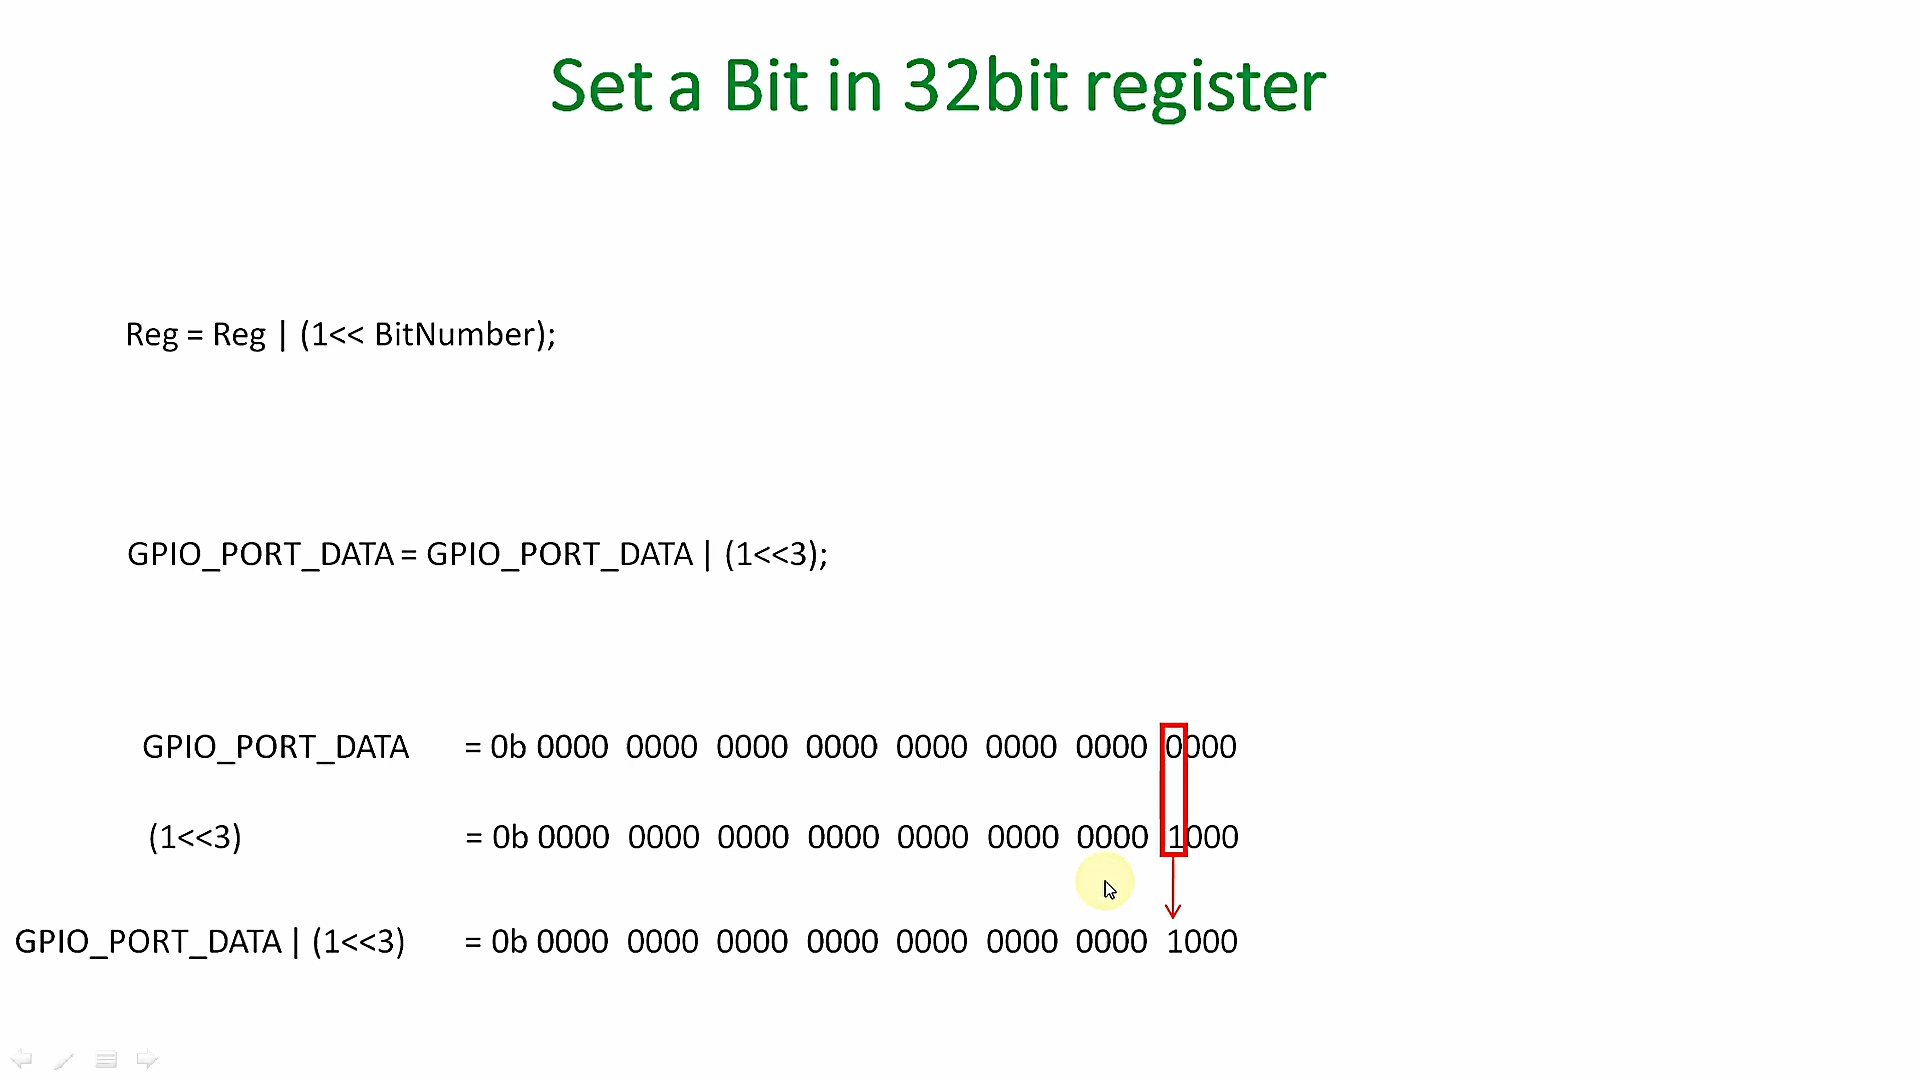 Set a Bit in 32bit register
Reg = Reg | (1<< BitNumber);
GPIO_PORT_DATA = GPIO_PORT_DATA | (1<<3);
GPIO_PORT_DATA = 0b 0000 0000 0000 0000 0000 0000 0000 0000
(1<<3) = 0b 0000 0000 0000 0000 0000 0000 0000 1000
GPIO_PORT_DATA | (1<<3) = 0b 0000 0000 0000 0000 0000 0000 0000 1000